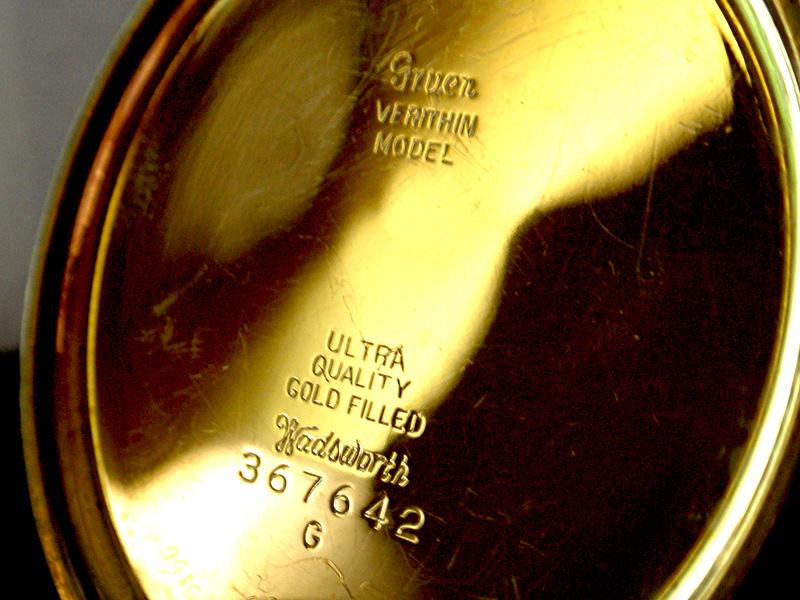 Gruen
VERITHIN
MODEL
ULTRA
QUALITY
GOLD FILLED
Wadsworth
367642
G